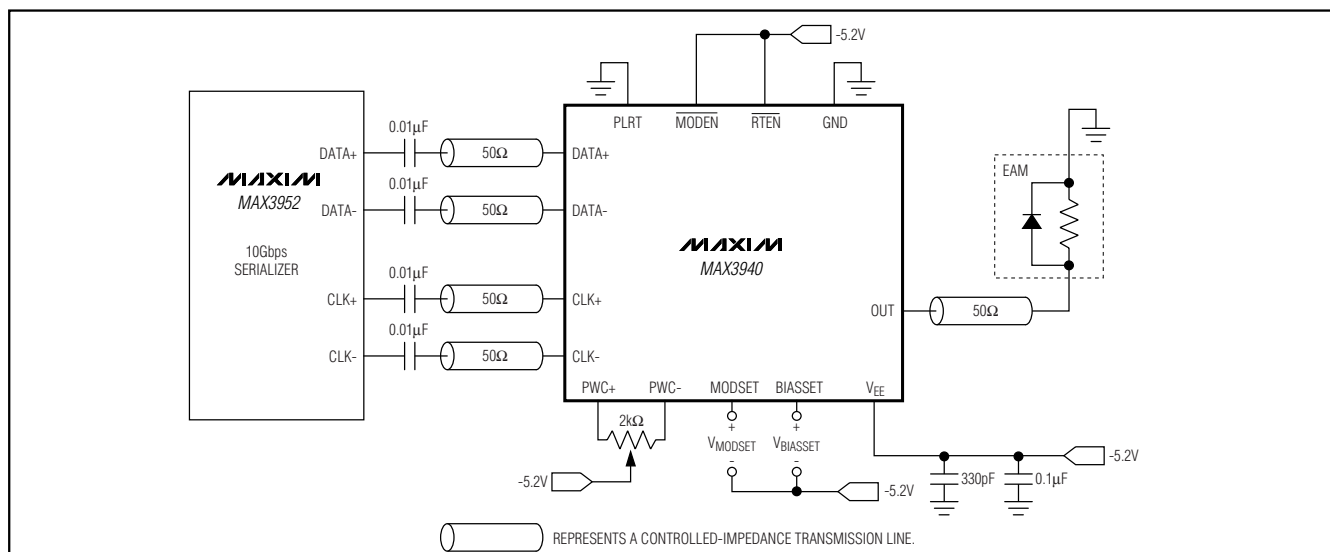 -5.2V
PLRT
MODEN
RTEN
GND
0.01µF
DATA+
50Ω
DATA+
MAXIM
MAX3952
0.01µF
DATA-
50Ω
DATA-
10Gbps
SERIALIZER
0.01µF
CLK+
50Ω
CLK+
0.01µF
CLK-
50Ω
CLK-
MAXIM
MAX3940
EAM
OUT
50Ω
PWC+
PWC-
MODSET
BIASSET
VEE
2kΩ
+
VMODSET
-
+
VBIASSET
-
-5.2V
-5.2V
330pF
0.1µF
-5.2V
REPRESENTS A CONTROLLED-IMPEDANCE TRANSMISSION LINE.